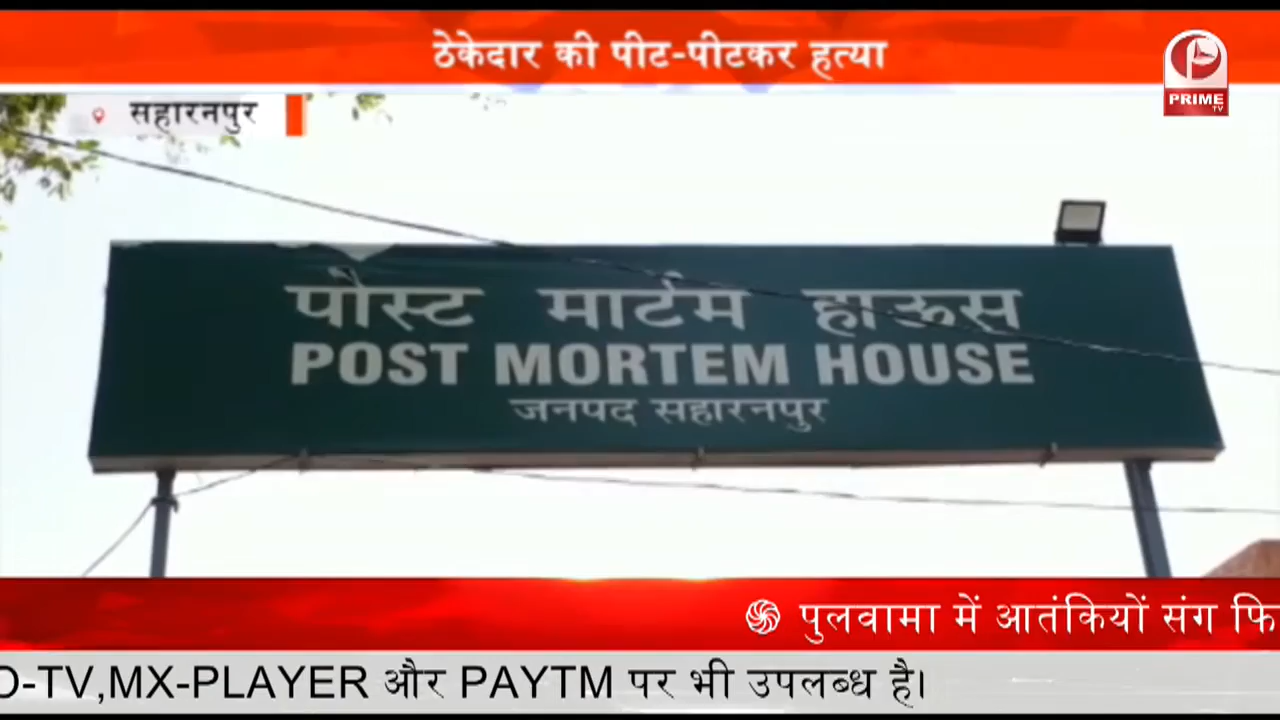 ठेकेदार की पीट-पीटकर हत्या
PRIME
TV
सहारनपुर
पोस्ट मार्टम हाऊस
POST MORTEM HOUSE
जनपद सहारनपुर
पुलवामा में आतंकियों संग फि
O-TV,MX-PLAYER और PAYTM पर भी उपलब्ध है।